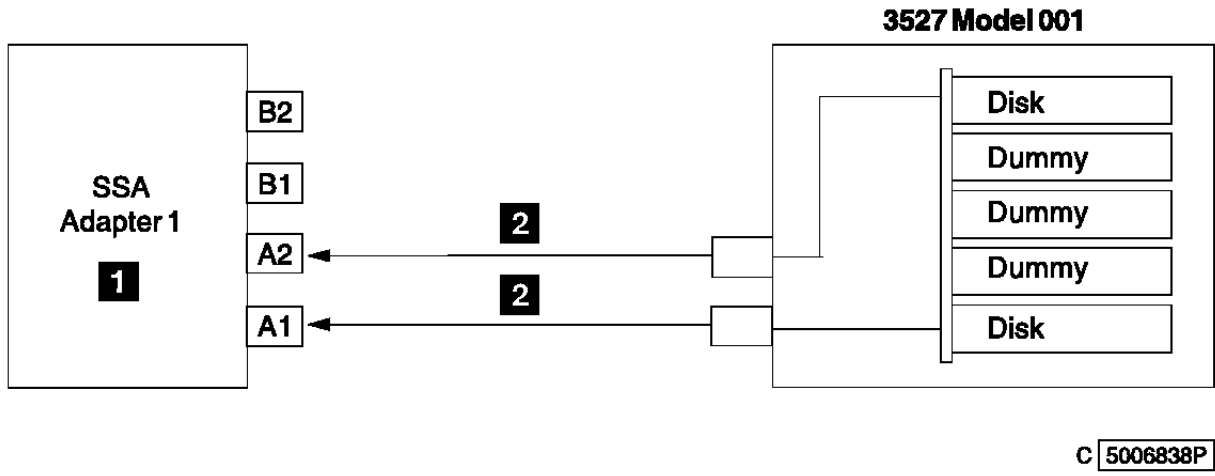 3527 Model 001
B2
B1
SSA
Adapter 1
1
A2
A1
2
2
Disk
Dummy
Dummy
Dummy
Disk
C 5006838P